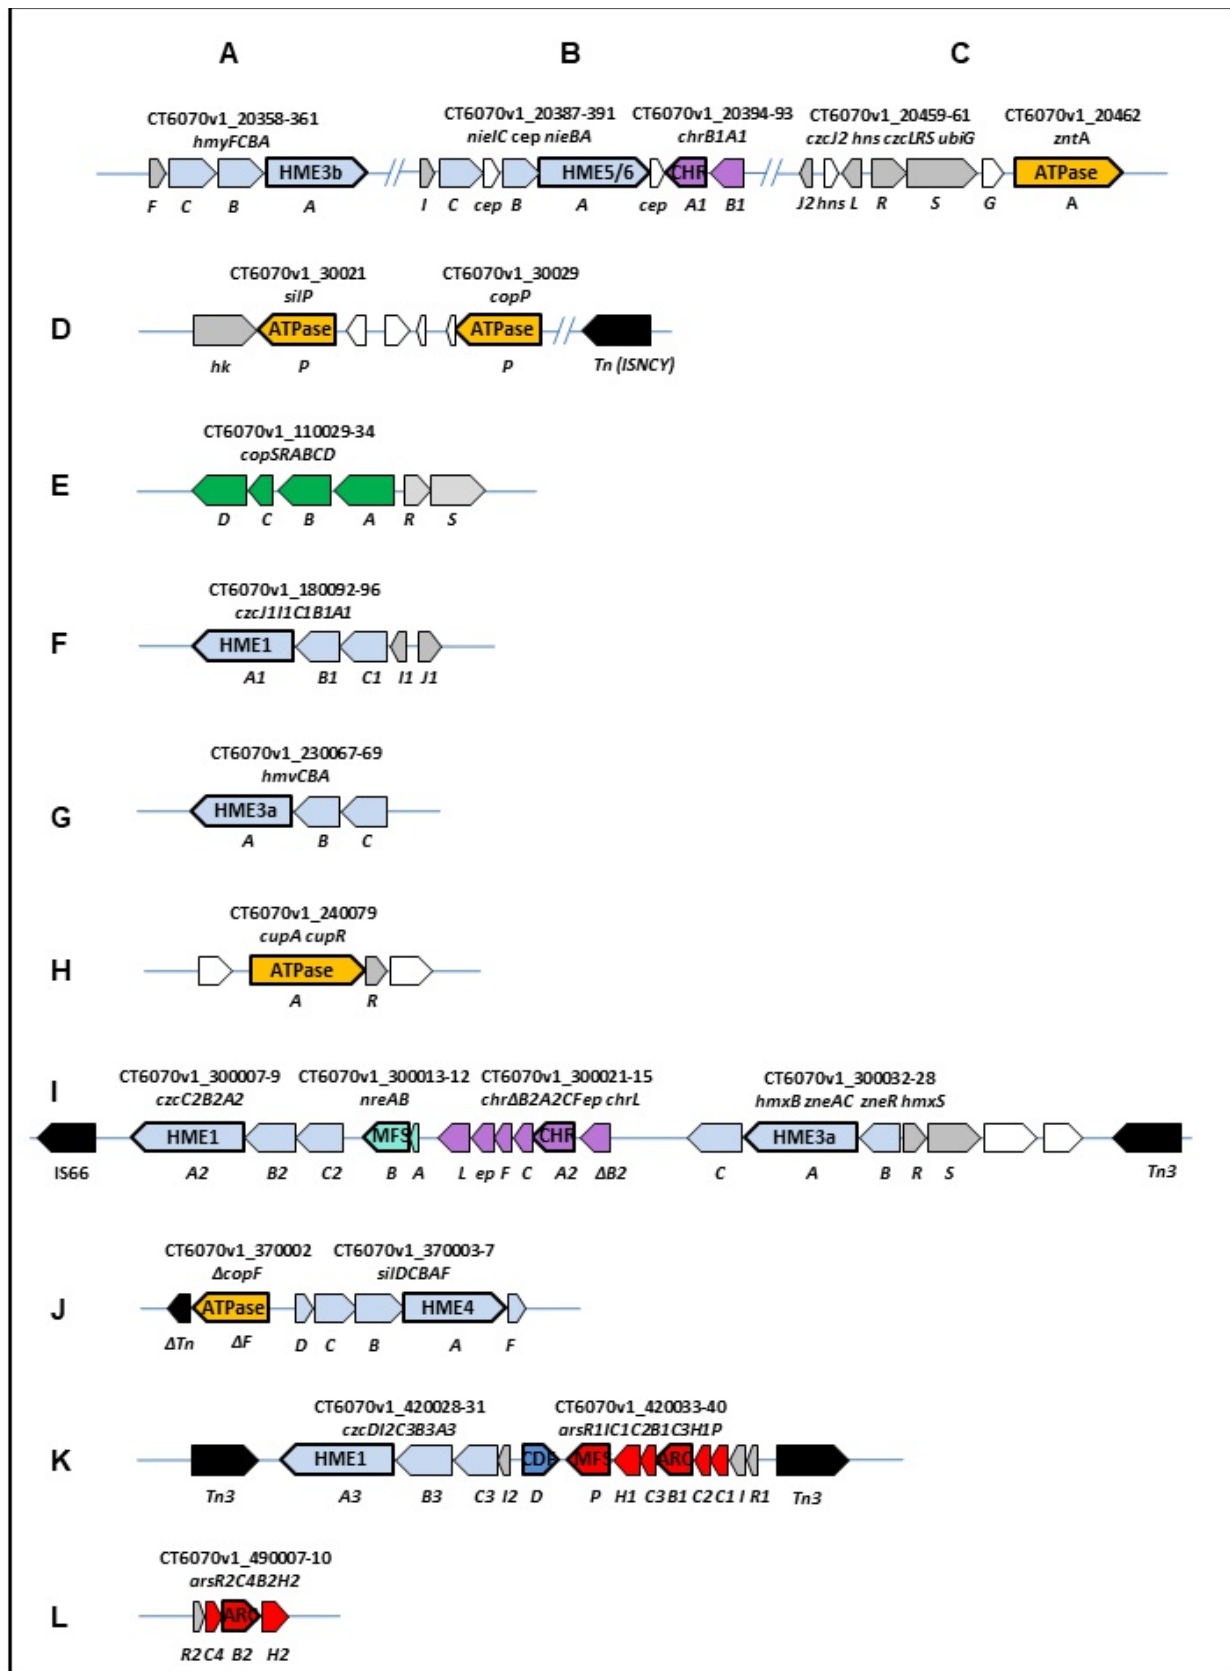 A B C
CT6070v1_20358-361 CT6070v1_20387-391 CT6070v1_20394-93 CT6070v1_20459-61 CT6070v1_20462
hmyFCBA nieIC cep nieBA chrB1A1 czcJ2 hns czcLRS ubiG zntA
HME3b HME5/6 CHR ATPase
F C B A I C cep B A cep A1 B1 J2 hns L R S G A
CT6070v1_30021 CT6070v1_30029
silP copP
D ATPase ATPase
hk P P Tn (ISNCY)
CT6070v1_110029-34
copSRABCD
E
D C B A R S
CT6070v1_180092-96
czcJ1I1C1B1A1
F HME1
A1 B1 C1 I1 J1
CT6070v1_230067-69
hmvCBA
G HME3a
A B C
CT6070v1_240079
cupA cupR
H ATPase
A R
I CT6070v1_300007-9 CT6070v1_300013-12 CT6070v1_300021-15 CT6070v1_300032-28
czcC2B2A2 nreAB chrΔB2A2CFep chrL hmxB zneAC zneR hmxS
HME1 MFS CHR HME3a
IS66 A2 B2 C2 B A L ep F C A2 ΔB2 C A B R S Tn3
CT6070v1_370002 CT6070v1_370003-7
ΔcopF silDCBAF
J ATPase HME4
ΔTn ΔF D C B A F
CT6070v1_420028-31 CT6070v1_420033-40
czcDI2C3B3A3 arsR1IC1C2B1C3H1P
K HME1 CDF MFS ARC
Tn3 A3 B3 C3 I2 D P H1 C3 B1 C2 C1 I R1 Tn3
CT6070v1_490007-10
arsR2C4B2H2
L ARC
R2 C4 B2 H2